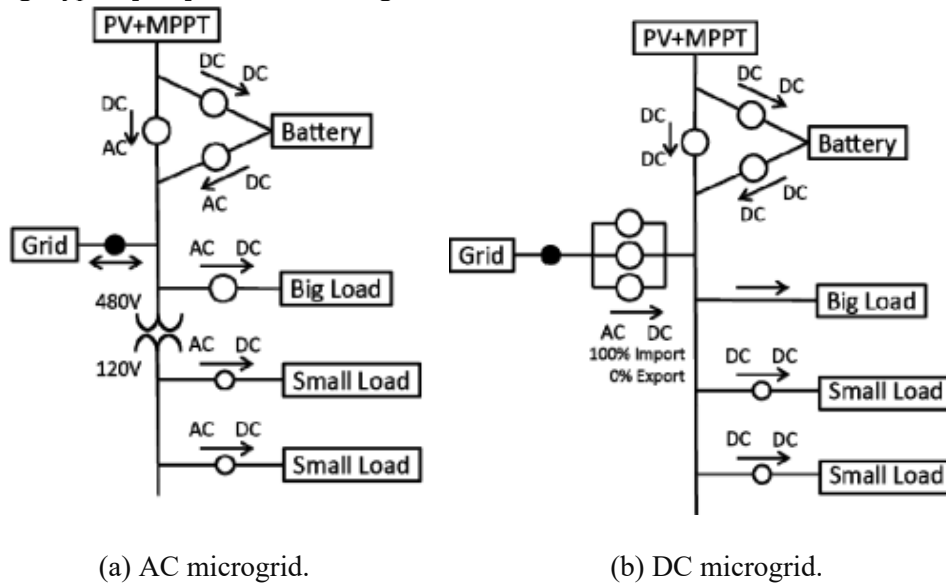 PV+MPPT
DC
DC
DC
AC
Battery
DC
AC
Grid
AC DC
480V
Big Load
120V
AC DC
Small Load
AC DC
Small Load
(a) AC microgrid.
PV+MPPT
DC
DC
DC
DC
Battery
DC
DC
Grid
AC DC
100% Import
0% Export
Big Load
DC DC
Small Load
DC DC
Small Load
(b) DC microgrid.